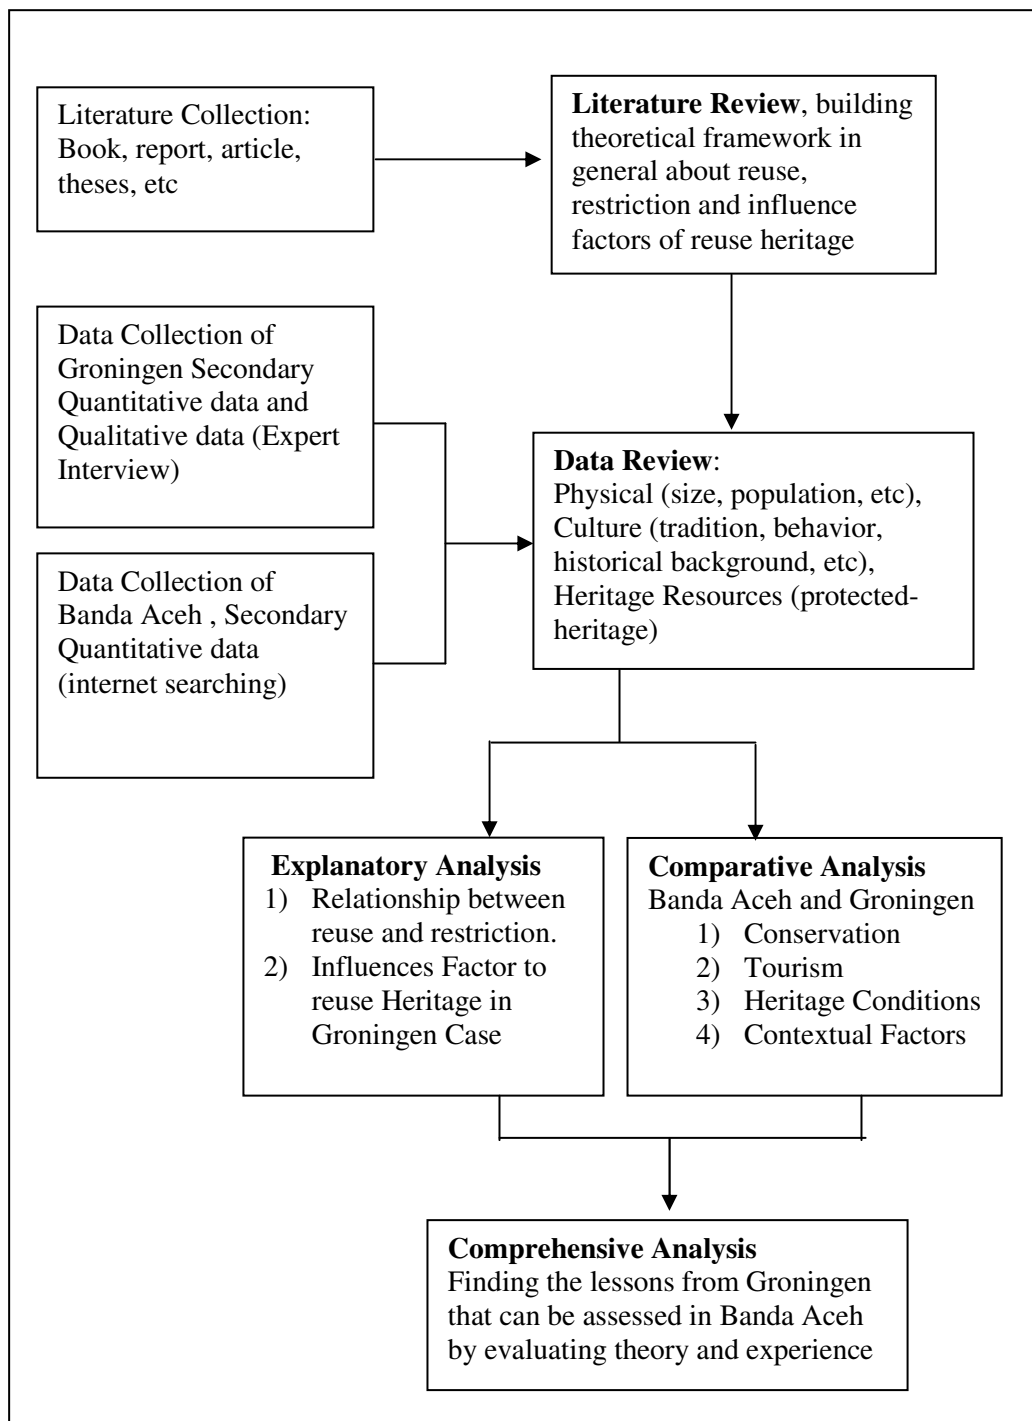 Literature Collection:
Book, report, article,
theses, etc
Literature Review, building
theoretical framework in
general about reuse,
restriction and influence
factors of reuse heritage
Data Collection of
Groningen Secondary
Quantitative data and
Qualitative data (Expert
Interview)
Data Collection of
Banda Aceh , Secondary
Quantitative data
(internet searching)
Data Review:
Physical (size, population, etc),
Culture (tradition, behavior,
historical background, etc),
Heritage Resources (protected-
heritage)
Explanatory Analysis
1) Relationship between
reuse and restriction.
2) Influences Factor to
reuse Heritage in
Groningen Case
Comparative Analysis
Banda Aceh and Groningen
1) Conservation
2) Tourism
3) Heritage Conditions
4) Contextual Factors
Comprehensive Analysis
Finding the lessons from Groningen
that can be assessed in Banda Aceh
by evaluating theory and experience